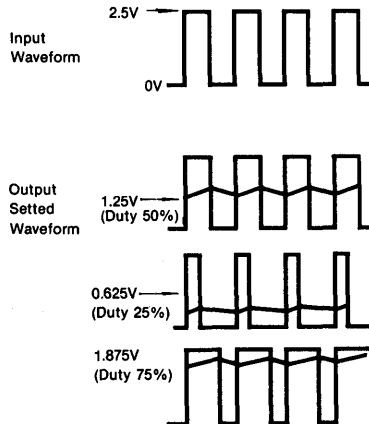 2.5V
Input
Waveform
0V
Output
Setted
Waveform
1.25V
(Duty 50%)
0.625V
(Duty 25%)
1.875V
(Duty 75%)